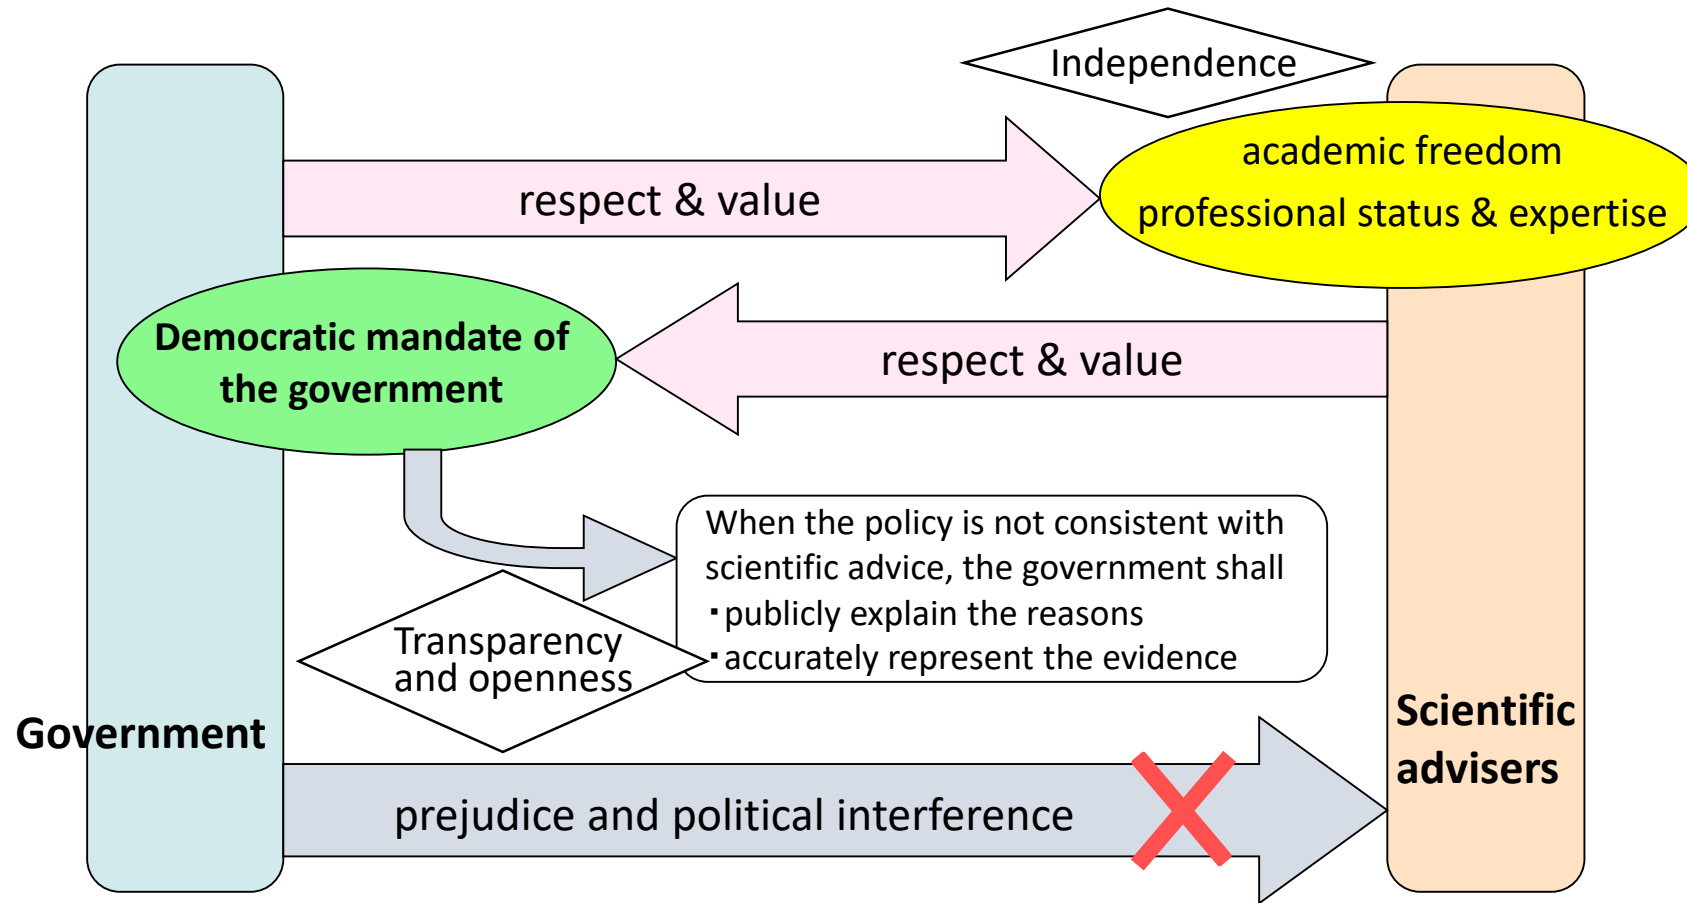 Independence
academic freedom
professional status & expertise
respect & value
Democratic mandate of
the government
respect & value
When the policy is not consistent with
scientific advice, the government shall
・publicly explain the reasons
・accurately represent the evidence
Transparency
and openness
Government
Scientific
advisers
prejudice and political interference